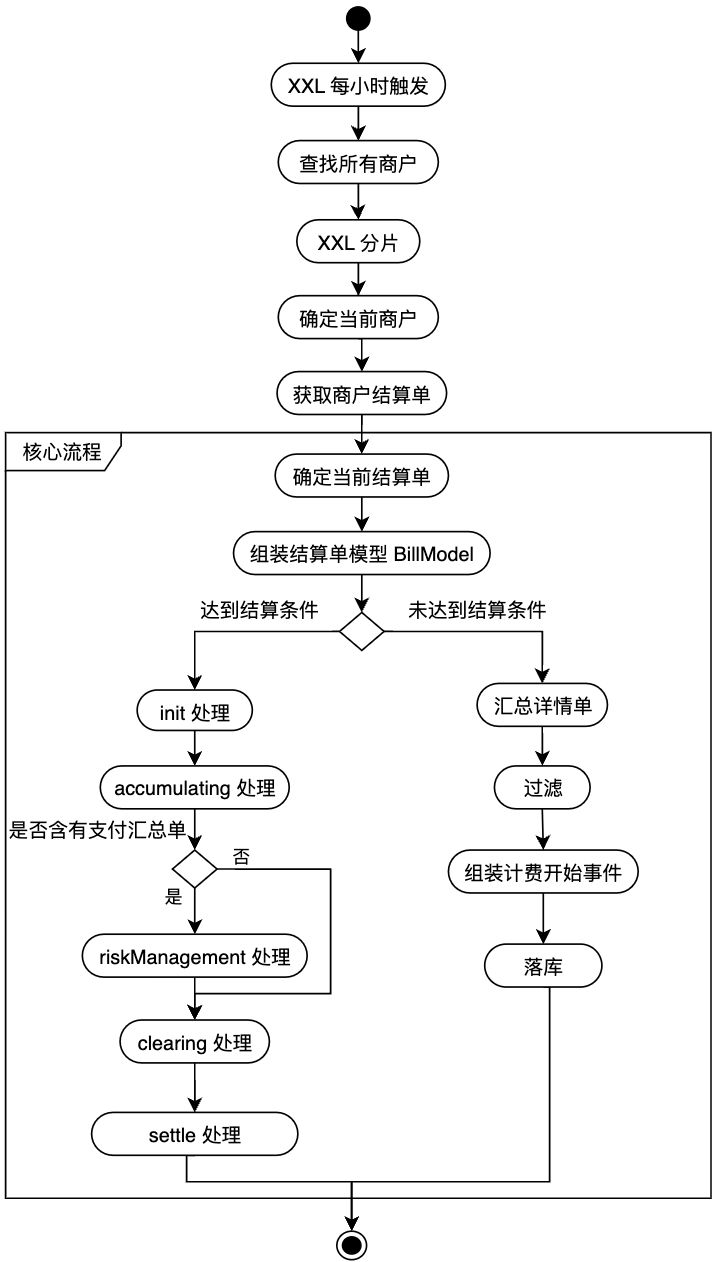 XXL 每小时触发
查找所有商户
XXL 分片
确定当前商户
获取商户结算单
核心流程
确定当前结算单
组装结算单模型 BillModel
达到结算条件
未达到结算条件
init 处理
汇总详情单
accumulating 处理
过滤
是否含有支付汇总单
否
是
组装计费开始事件
riskManagement 处理
落库
clearing 处理
settle 处理